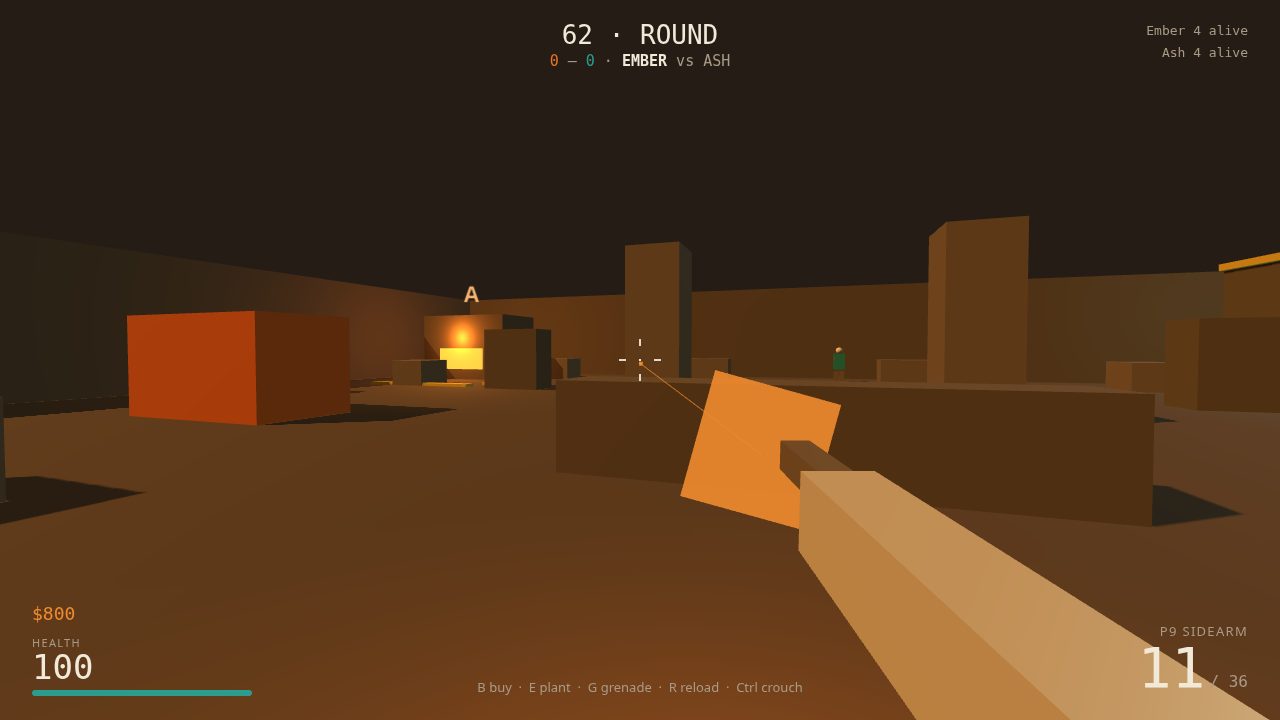 62 · ROUND
0 — 0 · EMBER vs ASH
Ember 4 alive
Ash 4 alive
A
$800
HEALTH
100
B buy · E plant · G grenade · R reload · Ctrl crouch
P9 SIDEARM
11 / 36